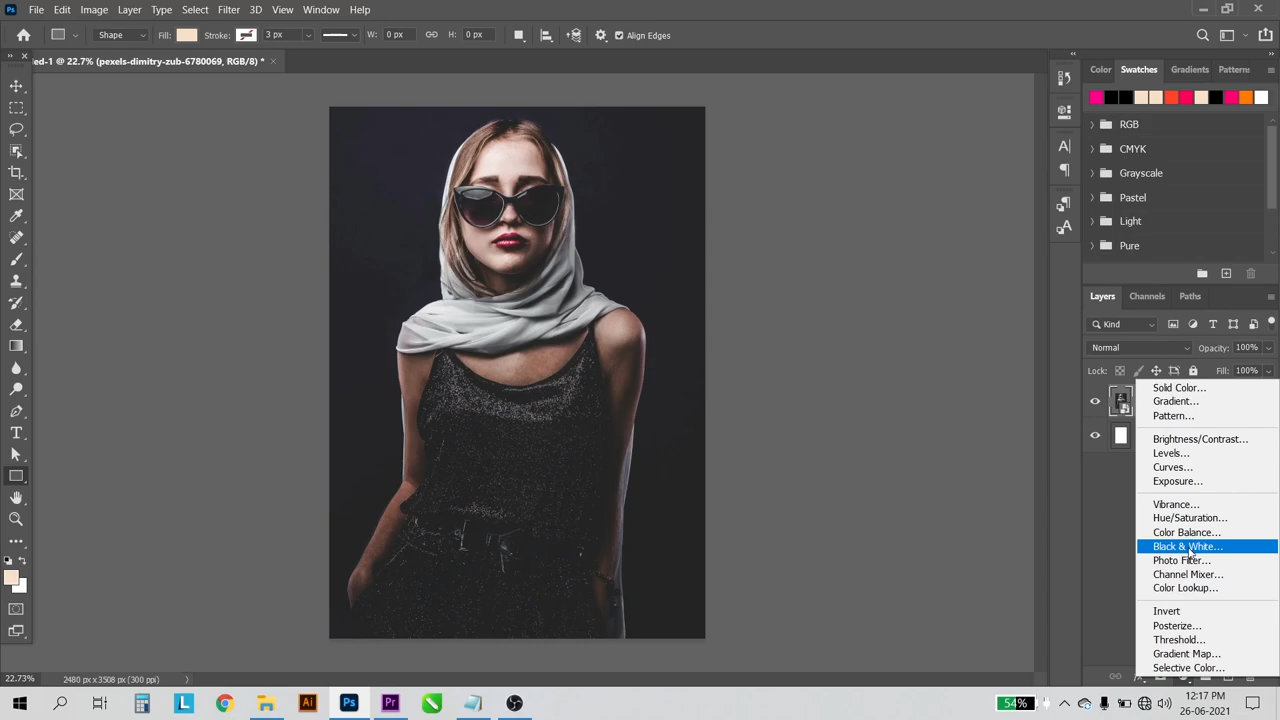 Ps File Edit Image Layer Type Select Filter 3D View Window Help
Shape Fill: Stroke: 3 px W: 0 px H: 0 px Align Edges
ed-1 @ 22.7% (pexels-dimitry-zub-6780069, RGB/8) *
Color Swatches Gradients Patterns
RGB
CMYK
Grayscale
Pastel
Light
Pure
Layers Channels Paths
Kind
Normal Opacity: 100%
Lock: Fill: 100%
Solid Color...
Gradient...
Pattern...
Brightness/Contrast...
Levels...
Curves...
Exposure...
Vibrance...
Hue/Saturation...
Color Balance...
Black & White...
Photo Filter...
Channel Mixer...
Color Lookup...
Invert
Posterize...
Threshold...
Gradient Map...
Selective Color...
22.73% 2480 px x 3508 px (300 ppi)
L Ai Ps Pr 54% 12:17 PM
26-06-2021